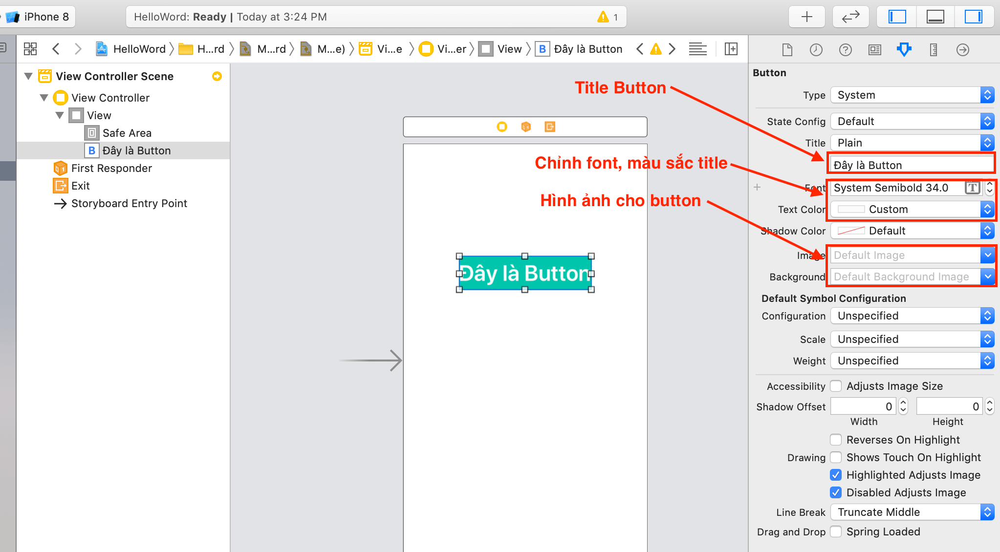 iPhone 8
HelloWord: Ready | Today at 3:24 PM
1
HelloWord
H...rd
M...rd
M...e)
Vi...e
Vi...er
View
B
Đây là Button
View Controller Scene
View Controller
View
Safe Area
B Đây là Button
First Responder
Exit
Storyboard Entry Point
Title Button
Chỉnh font, màu sắc title
Hình ảnh cho button
Đây là Button
Button
Type System
State Config Default
Title Plain
Đây là Button
Font System Semibold 34.0 T
Text Color Custom
Shadow Color Default
Image Default Image
Background Default Background Image
Default Symbol Configuration
Configuration Unspecified
Scale Unspecified
Weight Unspecified
Accessibility Adjusts Image Size
Shadow Offset 0 0
Width Height
Reverses On Highlight
Drawing Shows Touch On Highlight
Highlighted Adjusts Image
Disabled Adjusts Image
Line Break Truncate Middle
Drag and Drop Spring Loaded